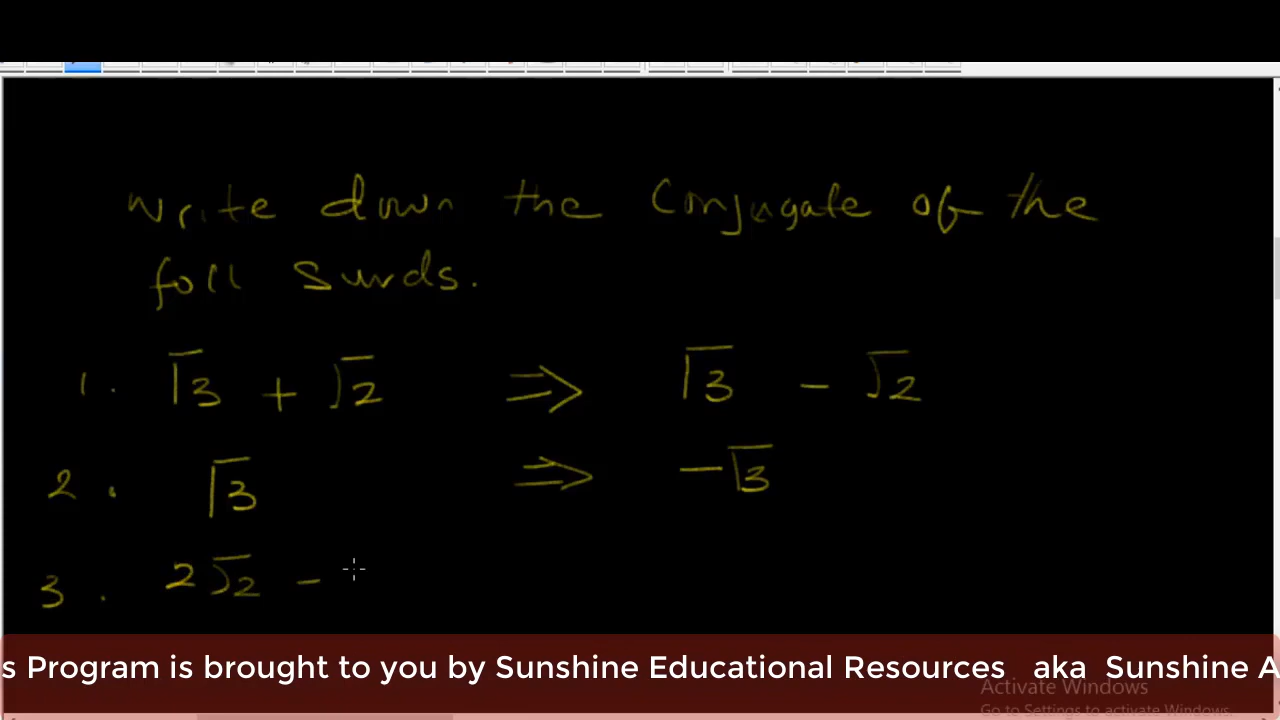 Write down the Conjugate of the
foll surds.
1. √3 + √2 ⇒ √3 - √2
2. √3 ⇒ -√3
3. 2√2 -
s Program is brought to you by Sunshine Educational Resources aka Sunshine A
Activate Windows
Go to Settings to activate Windows.